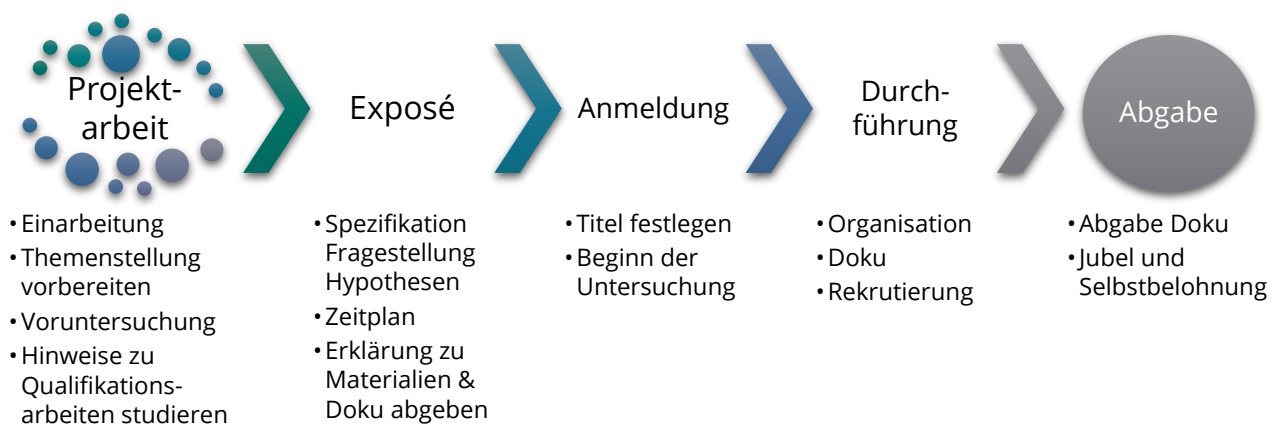 Projekt-
arbeit
Exposé
Anmeldung
Durch-
führung
Abgabe
•Einarbeitung
•Themenstellung
vorbereiten
•Voruntersuchung
•Hinweise zu
Qualifikations-
arbeiten studieren
•Spezifikation
Fragestellung
Hypothesen
•Zeitplan
•Erklärung zu
Materialien &
Doku abgeben
•Titel festlegen
•Beginn der
Untersuchung
•Organisation
•Doku
•Rekrutierung
•Abgabe Doku
•Jubel und
Selbstbelohnung